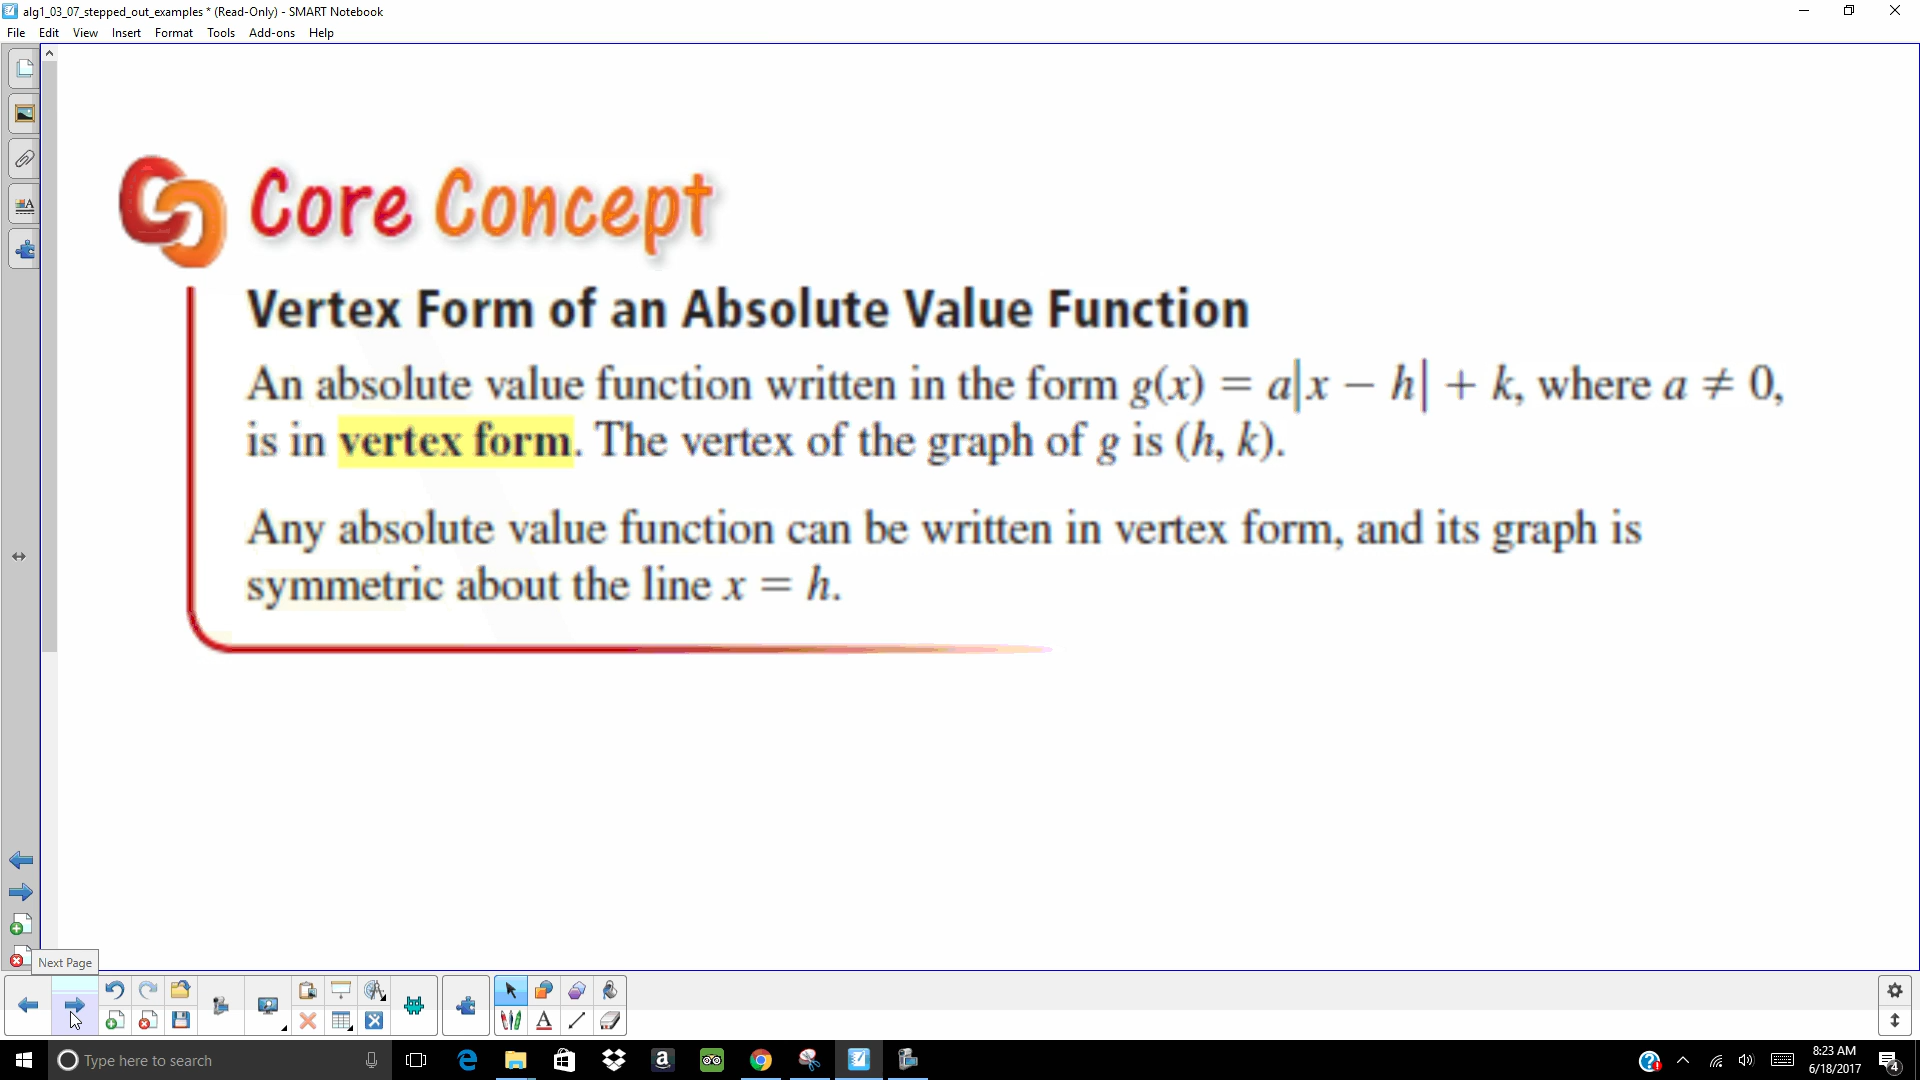 alg1_03_07_stepped_out_examples * (Read-Only) - SMART Notebook
File Edit View Insert Format Tools Add-ons Help
Core Concept
Vertex Form of an Absolute Value Function
An absolute value function written in the form g(x) = a|x − h| + k, where a ≠ 0,
is in vertex form. The vertex of the graph of g is (h, k).
Any absolute value function can be written in vertex form, and its graph is
symmetric about the line x = h.
Next Page
Type here to search
8:23 AM
6/18/2017
4